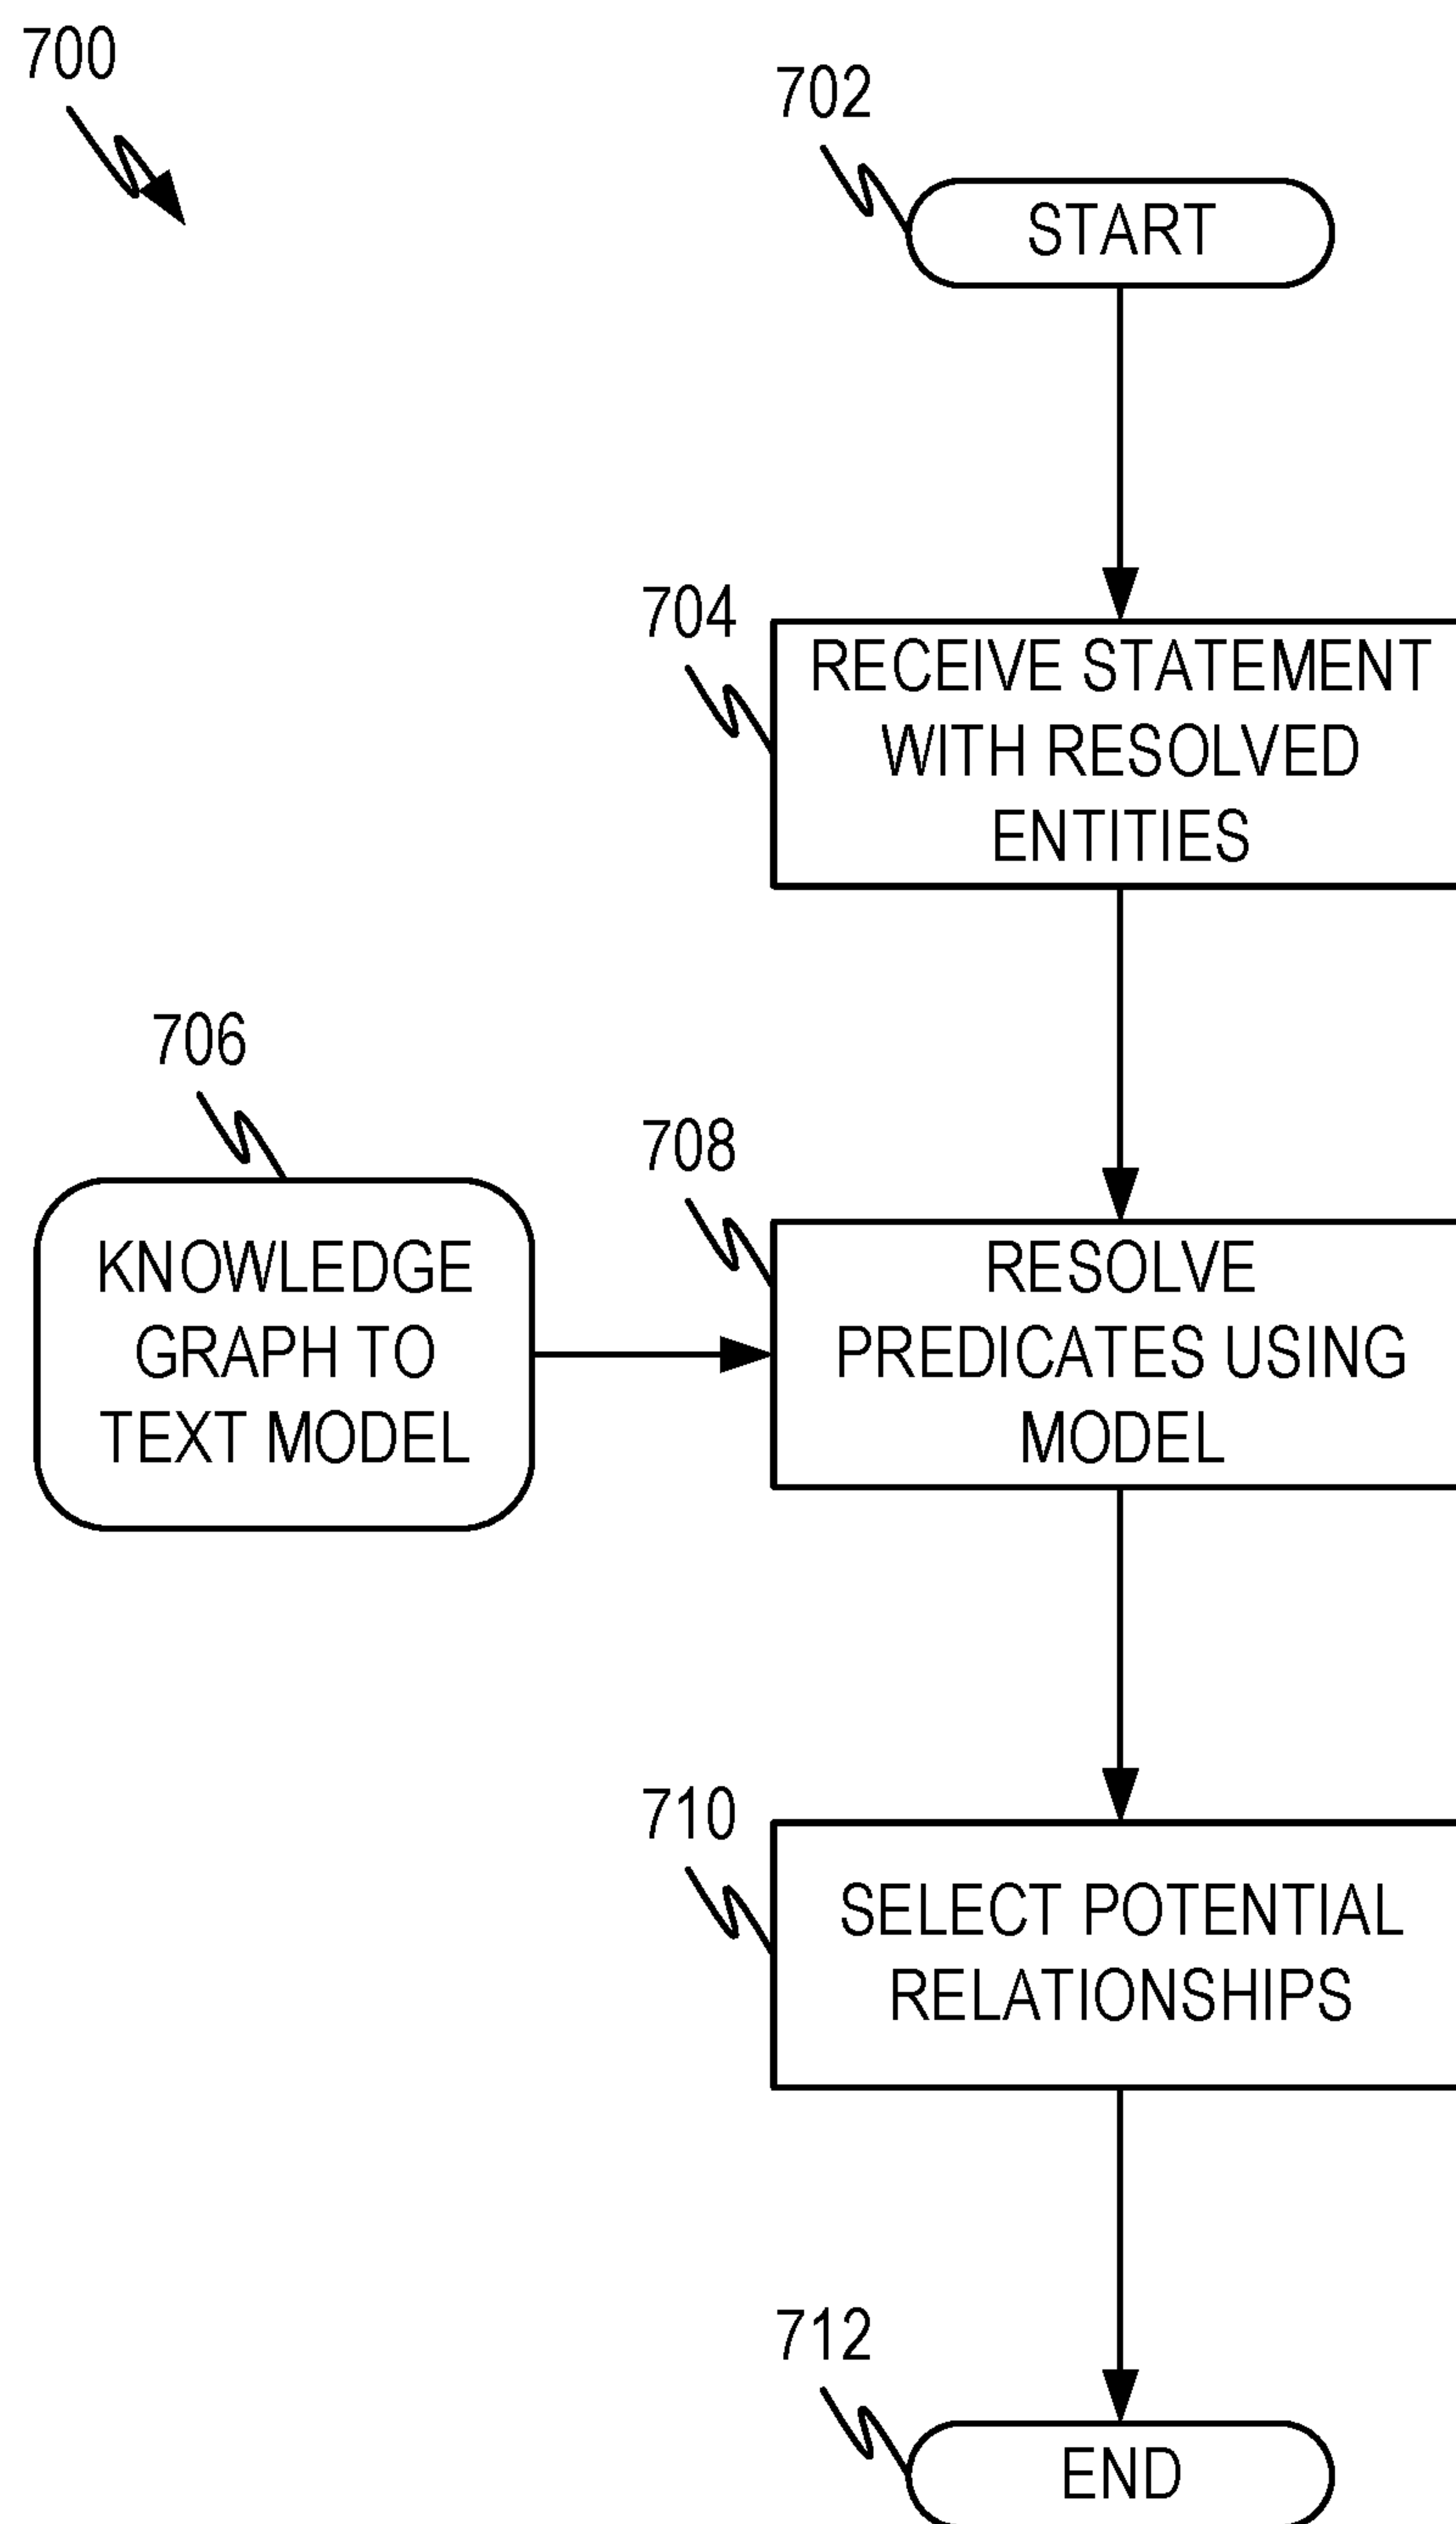 700
702
START
704
RECEIVE STATEMENT
WITH RESOLVED
ENTITIES
706
KNOWLEDGE
GRAPH TO
TEXT MODEL
708
RESOLVE
PREDICATES USING
MODEL
710
SELECT POTENTIAL
RELATIONSHIPS
712
END